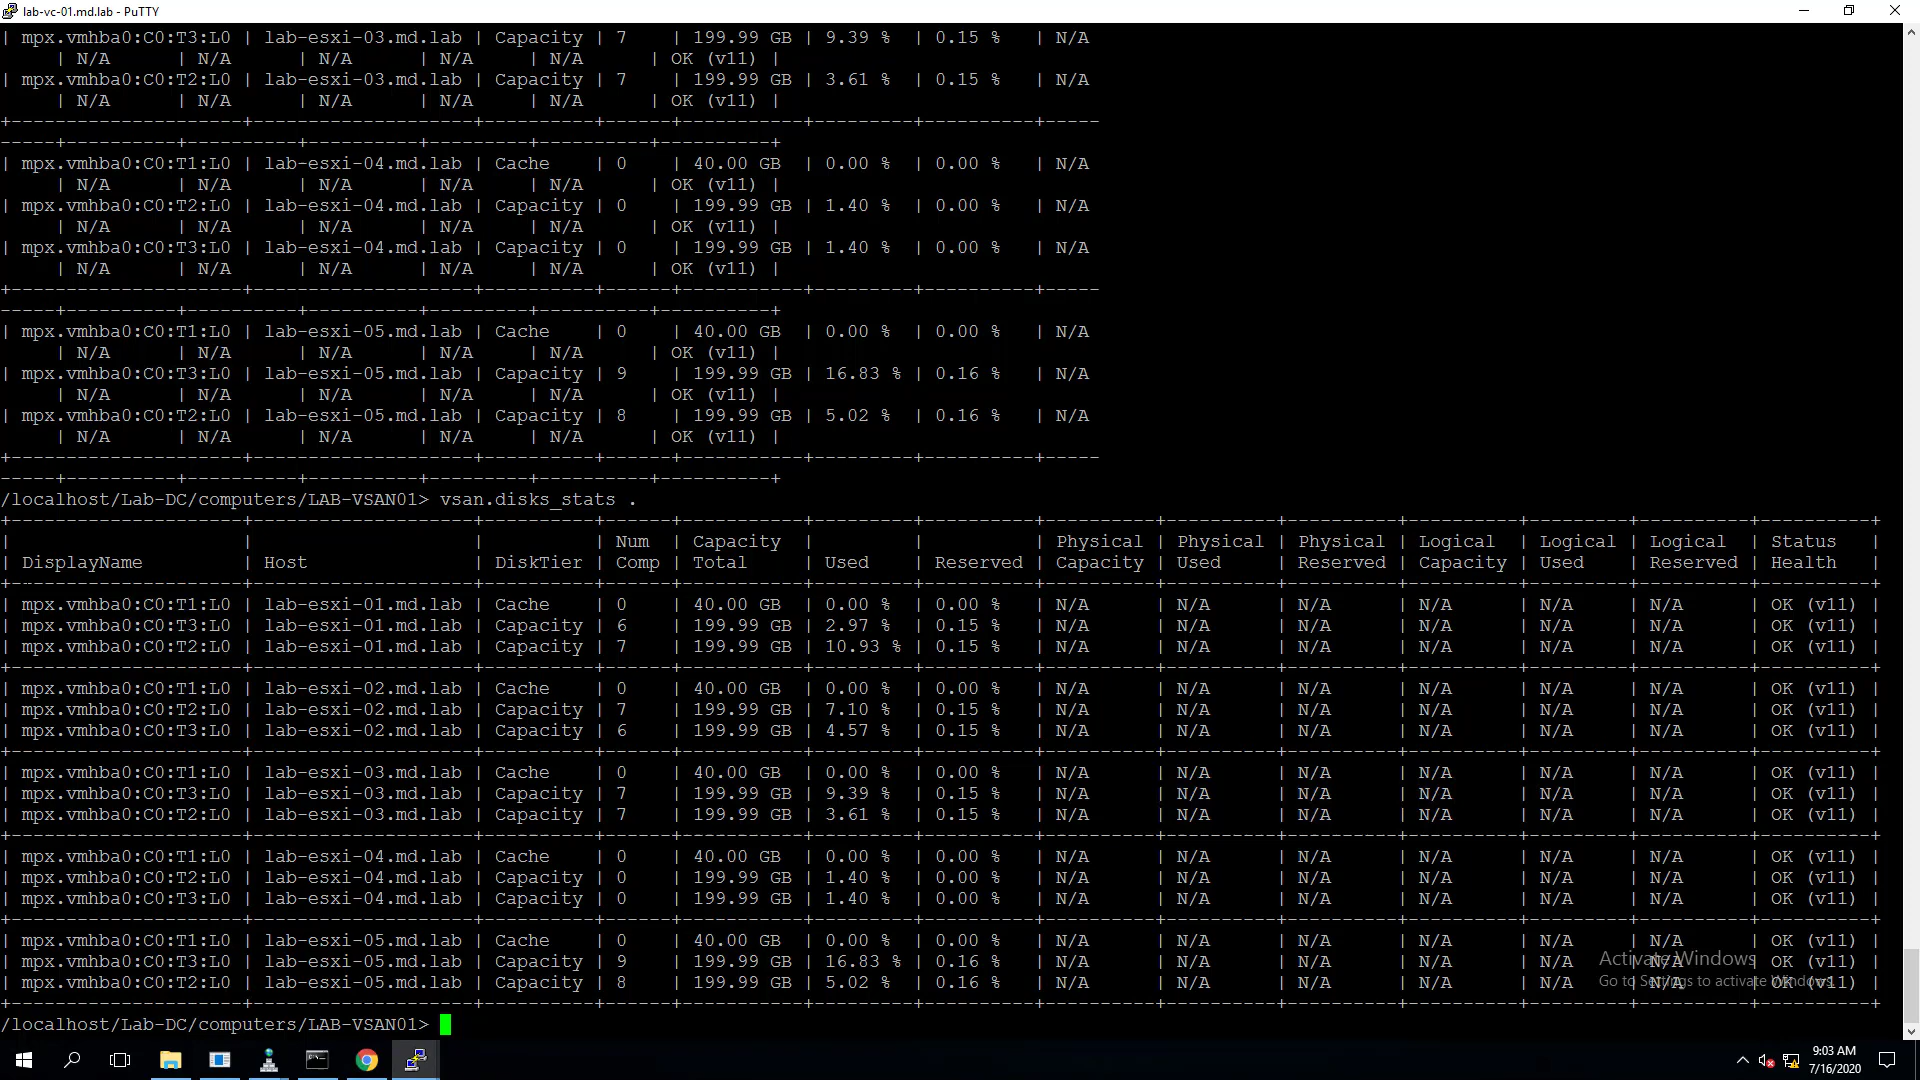 lab-vc-01.md.lab - PuTTY
| mpx.vmhba0:C0:T3:L0 | lab-esxi-03.md.lab | Capacity | 7    | 199.99 GB | 9.39 %  | 0.15 %   | N/A
     | N/A      | N/A      | N/A      | N/A     | N/A      | OK (v11) |
| mpx.vmhba0:C0:T2:L0 | lab-esxi-03.md.lab | Capacity | 7    | 199.99 GB | 3.61 %  | 0.15 %   | N/A
     | N/A      | N/A      | N/A      | N/A     | N/A      | OK (v11) |
+---------------------+--------------------+----------+------+-----------+---------+----------+-----
-----+----------+----------+----------+---------+----------+----------+
| mpx.vmhba0:C0:T1:L0 | lab-esxi-04.md.lab | Cache    | 0    | 40.00 GB  | 0.00 %  | 0.00 %   | N/A
     | N/A      | N/A      | N/A      | N/A     | N/A      | OK (v11) |
| mpx.vmhba0:C0:T2:L0 | lab-esxi-04.md.lab | Capacity | 0    | 199.99 GB | 1.40 %  | 0.00 %   | N/A
     | N/A      | N/A      | N/A      | N/A     | N/A      | OK (v11) |
| mpx.vmhba0:C0:T3:L0 | lab-esxi-04.md.lab | Capacity | 0    | 199.99 GB | 1.40 %  | 0.00 %   | N/A
     | N/A      | N/A      | N/A      | N/A     | N/A      | OK (v11) |
+---------------------+--------------------+----------+------+-----------+---------+----------+-----
-----+----------+----------+----------+---------+----------+----------+
| mpx.vmhba0:C0:T1:L0 | lab-esxi-05.md.lab | Cache    | 0    | 40.00 GB  | 0.00 %  | 0.00 %   | N/A
     | N/A      | N/A      | N/A      | N/A     | N/A      | OK (v11) |
| mpx.vmhba0:C0:T3:L0 | lab-esxi-05.md.lab | Capacity | 9    | 199.99 GB | 16.83 % | 0.16 %   | N/A
     | N/A      | N/A      | N/A      | N/A     | N/A      | OK (v11) |
| mpx.vmhba0:C0:T2:L0 | lab-esxi-05.md.lab | Capacity | 8    | 199.99 GB | 5.02 %  | 0.16 %   | N/A
     | N/A      | N/A      | N/A      | N/A     | N/A      | OK (v11) |
+---------------------+--------------------+----------+------+-----------+---------+----------+-----
-----+----------+----------+----------+---------+----------+----------+
/localhost/Lab-DC/computers/LAB-VSAN01> vsan.disks_stats .
+---------------------+--------------------+----------+------+-----------+---------+----------+----------+----------+----------+----------+---------+----------+----------+
|                     |                    |          | Num  | Capacity  |         |          | Physical | Physical | Physical | Logical  | Logical | Logical  | Status   |
| DisplayName         | Host               | DiskTier | Comp | Total     | Used    | Reserved | Capacity | Used     | Reserved | Capacity | Used    | Reserved | Health   |
+---------------------+--------------------+----------+------+-----------+---------+----------+----------+----------+----------+----------+---------+----------+----------+
| mpx.vmhba0:C0:T1:L0 | lab-esxi-01.md.lab | Cache    | 0    | 40.00 GB  | 0.00 %  | 0.00 %   | N/A      | N/A      | N/A      | N/A      | N/A     | N/A      | OK (v11) |
| mpx.vmhba0:C0:T3:L0 | lab-esxi-01.md.lab | Capacity | 6    | 199.99 GB | 2.97 %  | 0.15 %   | N/A      | N/A      | N/A      | N/A      | N/A     | N/A      | OK (v11) |
| mpx.vmhba0:C0:T2:L0 | lab-esxi-01.md.lab | Capacity | 7    | 199.99 GB | 10.93 % | 0.15 %   | N/A      | N/A      | N/A      | N/A      | N/A     | N/A      | OK (v11) |
+---------------------+--------------------+----------+------+-----------+---------+----------+----------+----------+----------+----------+---------+----------+----------+
| mpx.vmhba0:C0:T1:L0 | lab-esxi-02.md.lab | Cache    | 0    | 40.00 GB  | 0.00 %  | 0.00 %   | N/A      | N/A      | N/A      | N/A      | N/A     | N/A      | OK (v11) |
| mpx.vmhba0:C0:T2:L0 | lab-esxi-02.md.lab | Capacity | 7    | 199.99 GB | 7.10 %  | 0.15 %   | N/A      | N/A      | N/A      | N/A      | N/A     | N/A      | OK (v11) |
| mpx.vmhba0:C0:T3:L0 | lab-esxi-02.md.lab | Capacity | 6    | 199.99 GB | 4.57 %  | 0.15 %   | N/A      | N/A      | N/A      | N/A      | N/A     | N/A      | OK (v11) |
+---------------------+--------------------+----------+------+-----------+---------+----------+----------+----------+----------+----------+---------+----------+----------+
| mpx.vmhba0:C0:T1:L0 | lab-esxi-03.md.lab | Cache    | 0    | 40.00 GB  | 0.00 %  | 0.00 %   | N/A      | N/A      | N/A      | N/A      | N/A     | N/A      | OK (v11) |
| mpx.vmhba0:C0:T3:L0 | lab-esxi-03.md.lab | Capacity | 7    | 199.99 GB | 9.39 %  | 0.15 %   | N/A      | N/A      | N/A      | N/A      | N/A     | N/A      | OK (v11) |
| mpx.vmhba0:C0:T2:L0 | lab-esxi-03.md.lab | Capacity | 7    | 199.99 GB | 3.61 %  | 0.15 %   | N/A      | N/A      | N/A      | N/A      | N/A     | N/A      | OK (v11) |
+---------------------+--------------------+----------+------+-----------+---------+----------+----------+----------+----------+----------+---------+----------+----------+
| mpx.vmhba0:C0:T1:L0 | lab-esxi-04.md.lab | Cache    | 0    | 40.00 GB  | 0.00 %  | 0.00 %   | N/A      | N/A      | N/A      | N/A      | N/A     | N/A      | OK (v11) |
| mpx.vmhba0:C0:T2:L0 | lab-esxi-04.md.lab | Capacity | 0    | 199.99 GB | 1.40 %  | 0.00 %   | N/A      | N/A      | N/A      | N/A      | N/A     | N/A      | OK (v11) |
| mpx.vmhba0:C0:T3:L0 | lab-esxi-04.md.lab | Capacity | 0    | 199.99 GB | 1.40 %  | 0.00 %   | N/A      | N/A      | N/A      | N/A      | N/A     | N/A      | OK (v11) |
+---------------------+--------------------+----------+------+-----------+---------+----------+----------+----------+----------+----------+---------+----------+----------+
| mpx.vmhba0:C0:T1:L0 | lab-esxi-05.md.lab | Cache    | 0    | 40.00 GB  | 0.00 %  | 0.00 %   | N/A      | N/A      | N/A      | N/A      | N/A     | N/A      | OK (v11) |
| mpx.vmhba0:C0:T3:L0 | lab-esxi-05.md.lab | Capacity | 9    | 199.99 GB | 16.83 % | 0.16 %   | N/A      | N/A      | N/A      | N/A      | N/A     | N/A      | OK (v11) |
| mpx.vmhba0:C0:T2:L0 | lab-esxi-05.md.lab | Capacity | 8    | 199.99 GB | 5.02 %  | 0.16 %   | N/A      | N/A      | N/A      | N/A      | N/A     | N/A      | OK (v11) |
+---------------------+--------------------+----------+------+-----------+---------+----------+----------+----------+----------+----------+---------+----------+----------+
/localhost/Lab-DC/computers/LAB-VSAN01>
Activate Windows
Go to Settings to activate Windows.
9:03 AM
7/16/2020